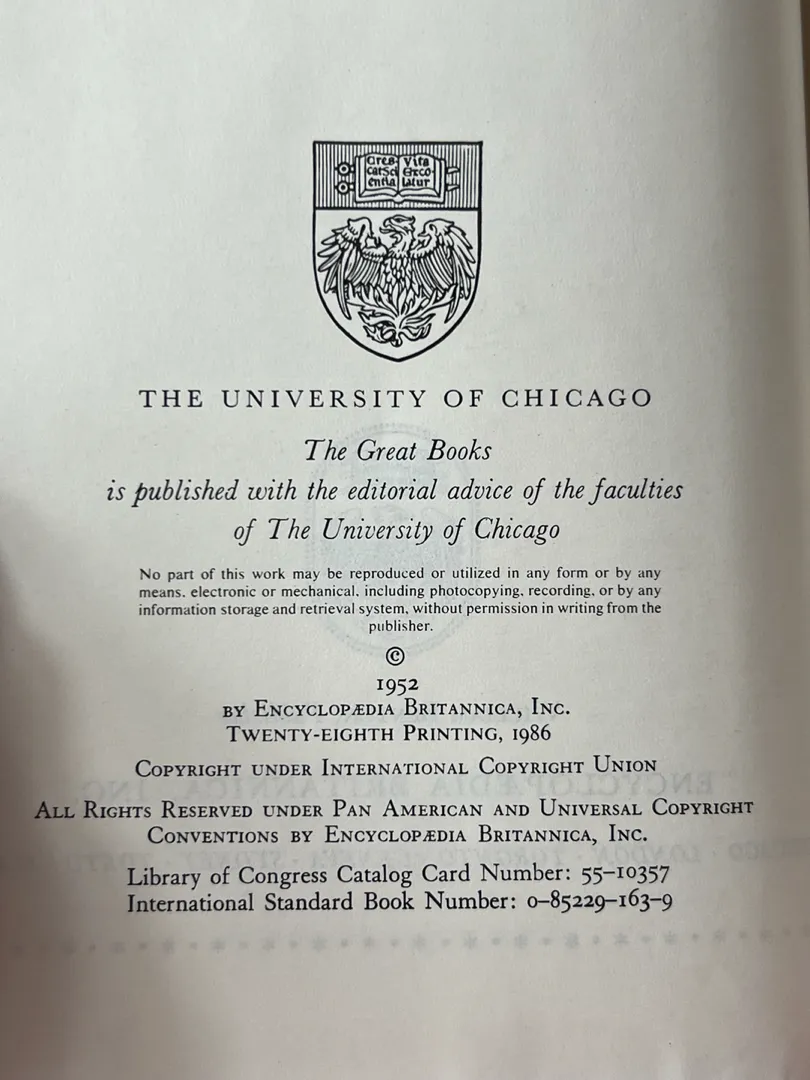 Cres Vita
catSci Exco-
entia latur
THE UNIVERSITY OF CHICAGO
The Great Books
is published with the editorial advice of the faculties
of The University of Chicago
No part of this work may be reproduced or utilized in any form or by any
means, electronic or mechanical, including photocopying, recording, or by any
information storage and retrieval system, without permission in writing from the
publisher.
©
1952
BY ENCYCLOPÆDIA BRITANNICA, INC.
TWENTY-EIGHTH PRINTING, 1986
COPYRIGHT UNDER INTERNATIONAL COPYRIGHT UNION
ALL RIGHTS RESERVED UNDER PAN AMERICAN AND UNIVERSAL COPYRIGHT
CONVENTIONS BY ENCYCLOPÆDIA BRITANNICA, INC.
Library of Congress Catalog Card Number: 55–10357
International Standard Book Number: 0–85229–163–9